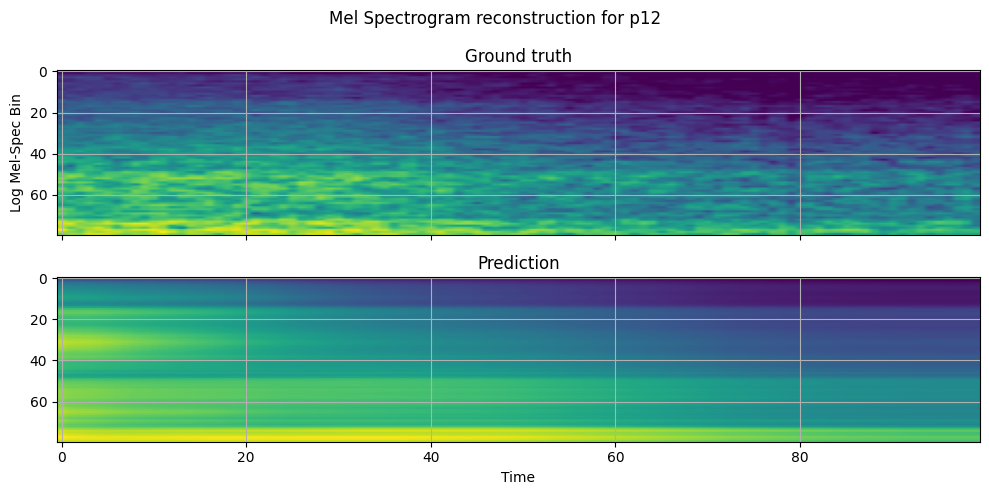 Mel Spectrogram reconstruction for p12
Ground truth
0
20
40
60
Log Mel-Spec Bin
Prediction
0
20
40
60
0 20 40 60 80
Time